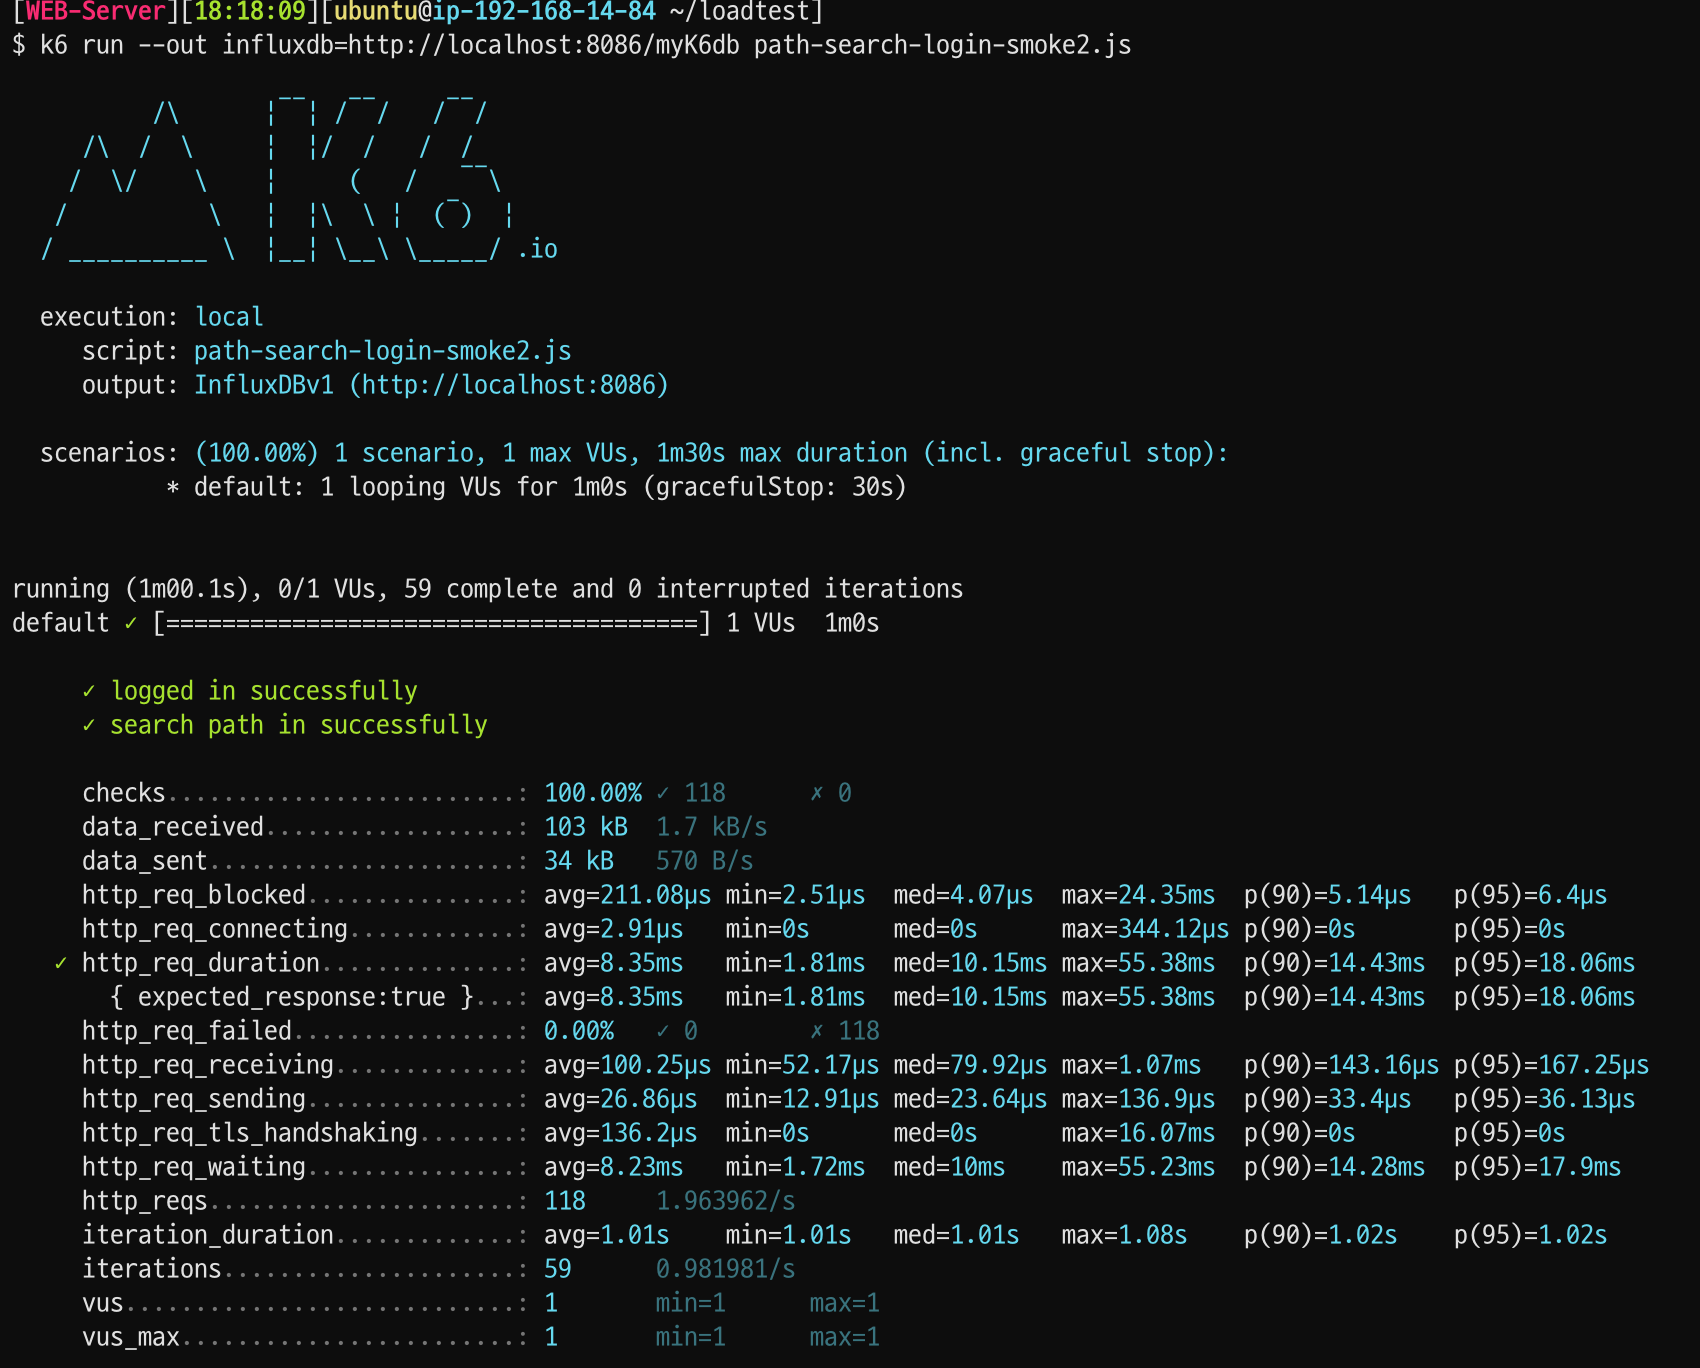 [WEB-Server][18:18:09][ubuntu@ip-192-168-14-84 ~/loadtest]
$ k6 run --out influxdb=http://localhost:8086/myK6db path-search-login-smoke2.js
/\      |‾‾| /‾‾/   /‾‾/
/\  /  \     |  |/  /   /  /
/  \/    \    |     (   /   ‾‾\
/          \   |  |\  \ |  (‾)  |
/ __________ \  |__| \__\ \_____/ .io
execution: local
script: path-search-login-smoke2.js
output: InfluxDBv1 (http://localhost:8086)
scenarios: (100.00%) 1 scenario, 1 max VUs, 1m30s max duration (incl. graceful stop):
* default: 1 looping VUs for 1m0s (gracefulStop: 30s)
running (1m00.1s), 0/1 VUs, 59 complete and 0 interrupted iterations
default ✓ [======================================] 1 VUs  1m0s
✓ logged in successfully
✓ search path in successfully
checks.........................: 100.00% ✓ 118      ✗ 0
data_received..................: 103 kB  1.7 kB/s
data_sent......................: 34 kB   570 B/s
http_req_blocked...............: avg=211.08µs min=2.51µs  med=4.07µs  max=24.35ms  p(90)=5.14µs   p(95)=6.4µs
http_req_connecting............: avg=2.91µs   min=0s      med=0s      max=344.12µs p(90)=0s       p(95)=0s
✓ http_req_duration..............: avg=8.35ms   min=1.81ms  med=10.15ms max=55.38ms  p(90)=14.43ms  p(95)=18.06ms
{ expected_response:true }...: avg=8.35ms   min=1.81ms  med=10.15ms max=55.38ms  p(90)=14.43ms  p(95)=18.06ms
http_req_failed................: 0.00%   ✓ 0        ✗ 118
http_req_receiving.............: avg=100.25µs min=52.17µs med=79.92µs max=1.07ms   p(90)=143.16µs p(95)=167.25µs
http_req_sending...............: avg=26.86µs  min=12.91µs med=23.64µs max=136.9µs  p(90)=33.4µs   p(95)=36.13µs
http_req_tls_handshaking.......: avg=136.2µs  min=0s      med=0s      max=16.07ms  p(90)=0s       p(95)=0s
http_req_waiting...............: avg=8.23ms   min=1.72ms  med=10ms    max=55.23ms  p(90)=14.28ms  p(95)=17.9ms
http_reqs......................: 118     1.963962/s
iteration_duration.............: avg=1.01s    min=1.01s   med=1.01s   max=1.08s    p(90)=1.02s    p(95)=1.02s
iterations.....................: 59      0.981981/s
vus............................: 1       min=1      max=1
vus_max........................: 1       min=1      max=1